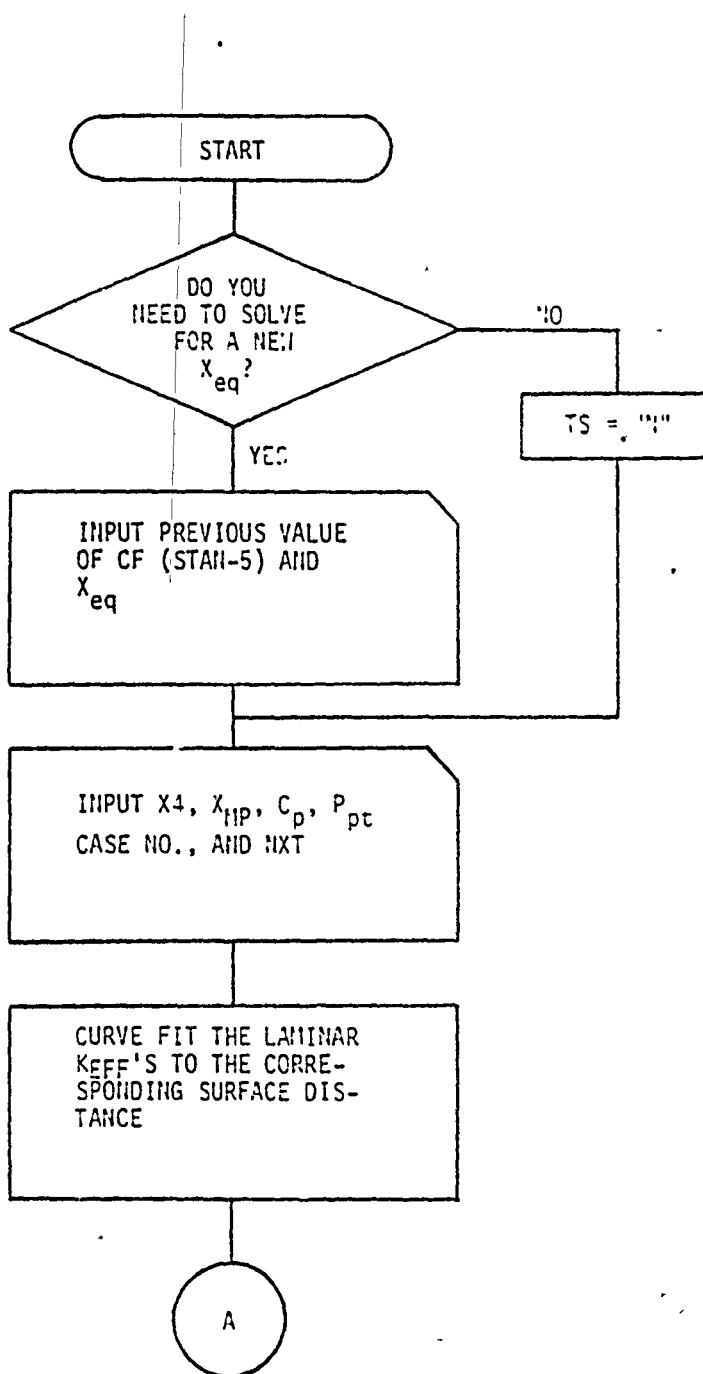 START
DO YOU
NEED TO SOLVE
FOR A NEW
X_eq?
NO
YES
TS =
INPUT PREVIOUS VALUE
OF CF (STAN-5) AND
X_eq
INPUT X4, X_MP, C_p, P_pt
CASE NO., AND NXT
CURVE FIT THE LAMINAR
K_EFF'S TO THE CORRE-
SPONDING SURFACE DIS-
TANCE
A